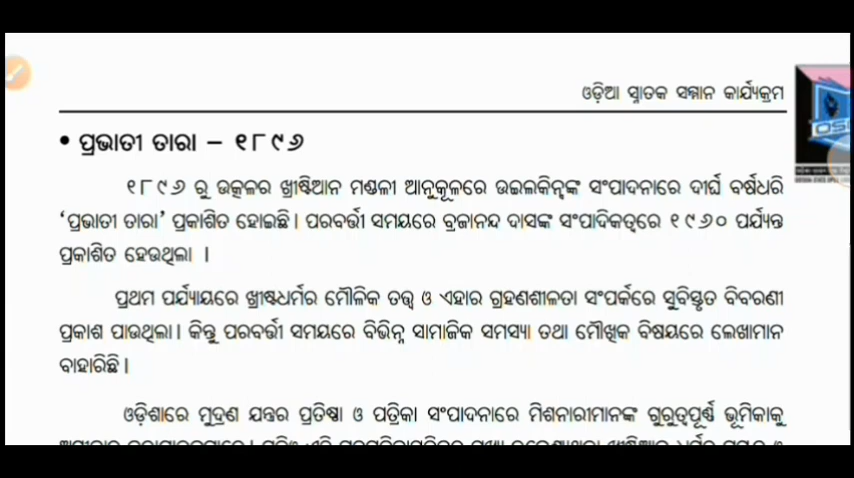 ଓଡ଼ିଆ ସ୍ନାତକ ସମ୍ମାନ କାର୍ଯ୍ୟକ୍ରମ
• ପ୍ରଭାତୀ ତାରା – ୧୮୯୬
୧୮୯୬ ରୁ ଉତ୍କଳର ଖ୍ରୀଷ୍ଟିଆନ ମଣ୍ଡଳୀ ଆନୁକୂଳରେ ଉଇଲକିନ୍ସଙ୍କ ସଂପାଦନାରେ ଦୀର୍ଘ ବର୍ଷଧରି
‘ପ୍ରଭାତୀ ତାରା’ ପ୍ରକାଶିତ ହୋଇଛି। ପରବର୍ତ୍ତୀ ସମୟରେ ବ୍ରଜାନନ୍ଦ ଦାସଙ୍କ ସଂପାଦିକତ୍ୱରେ ୧୯୬୦ ପର୍ଯ୍ୟନ୍ତ
ପ୍ରକାଶିତ ହେଉଥିଲା ।
ପ୍ରଥମ ପର୍ଯ୍ୟାୟରେ ଖ୍ରୀଷ୍ଟଧର୍ମର ମୌଳିକ ତତ୍ତ୍ୱ ଓ ଏହାର ଗ୍ରହଣଶୀଳତା ସଂପର୍କରେ ସୁବିସ୍ତୃତ ବିବରଣୀ
ପ୍ରକାଶ ପାଉଥିଲା। କିନ୍ତୁ ପରବର୍ତ୍ତୀ ସମୟରେ ବିଭିନ୍ନ ସାମାଜିକ ସମସ୍ୟା ତଥା ମୌଖିକ ବିଷୟରେ ଲେଖାମାନ
ବାହାରିଛି।
ଓଡ଼ିଶାରେ ମୁଦ୍ରଣ ଯନ୍ତ୍ରର ପ୍ରତିଷ୍ଠା ଓ ପତ୍ରିକା ସଂପାଦନାରେ ମିଶନାରୀମାନଙ୍କ ଗୁରୁତ୍ୱପୂର୍ଣ୍ଣ ଭୂମିକାକୁ